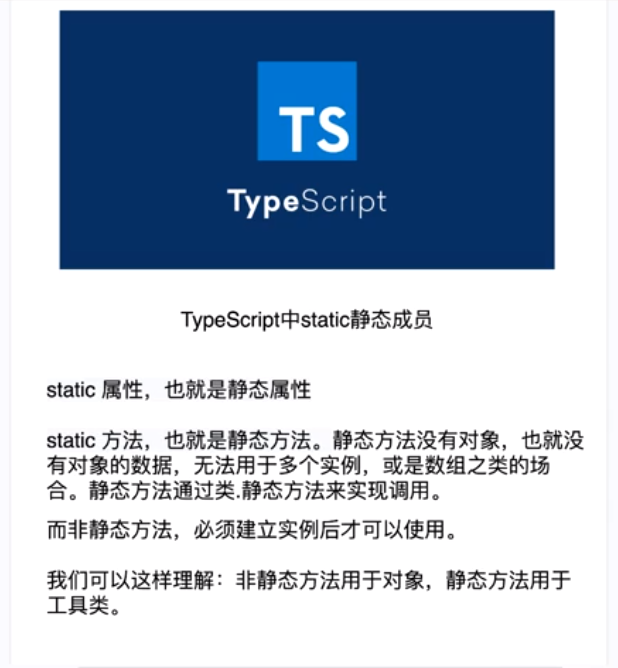 TS
TypeScript
TypeScript中static静态成员
static 属性，也就是静态属性
static 方法，也就是静态方法。静态方法没有对象，也就没
有对象的数据，无法用于多个实例，或是数组之类的场
合。静态方法通过类.静态方法来实现调用。
而非静态方法，必须建立实例后才可以使用。
我们可以这样理解：非静态方法用于对象，静态方法用于
工具类。